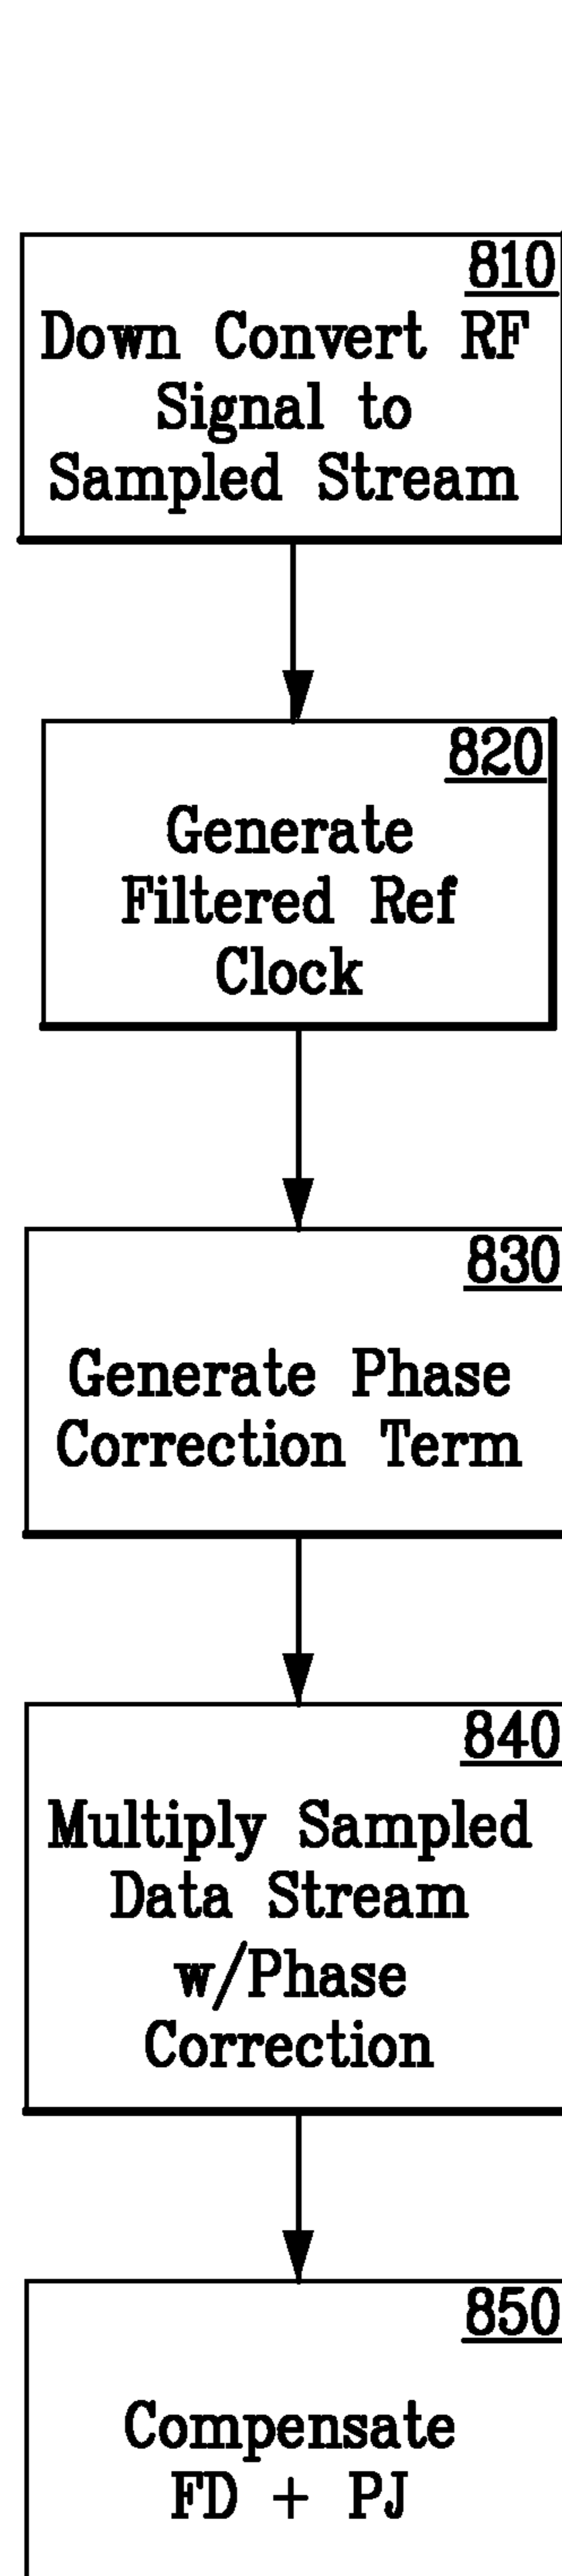 810
Down Convert RF
Signal to
Sampled Stream
820
Generate
Filtered Ref
Clock
830
Generate Phase
Correction Term
840
Multiply Sampled
Data Stream
w/Phase
Correction
850
Compensate
FD + PJ